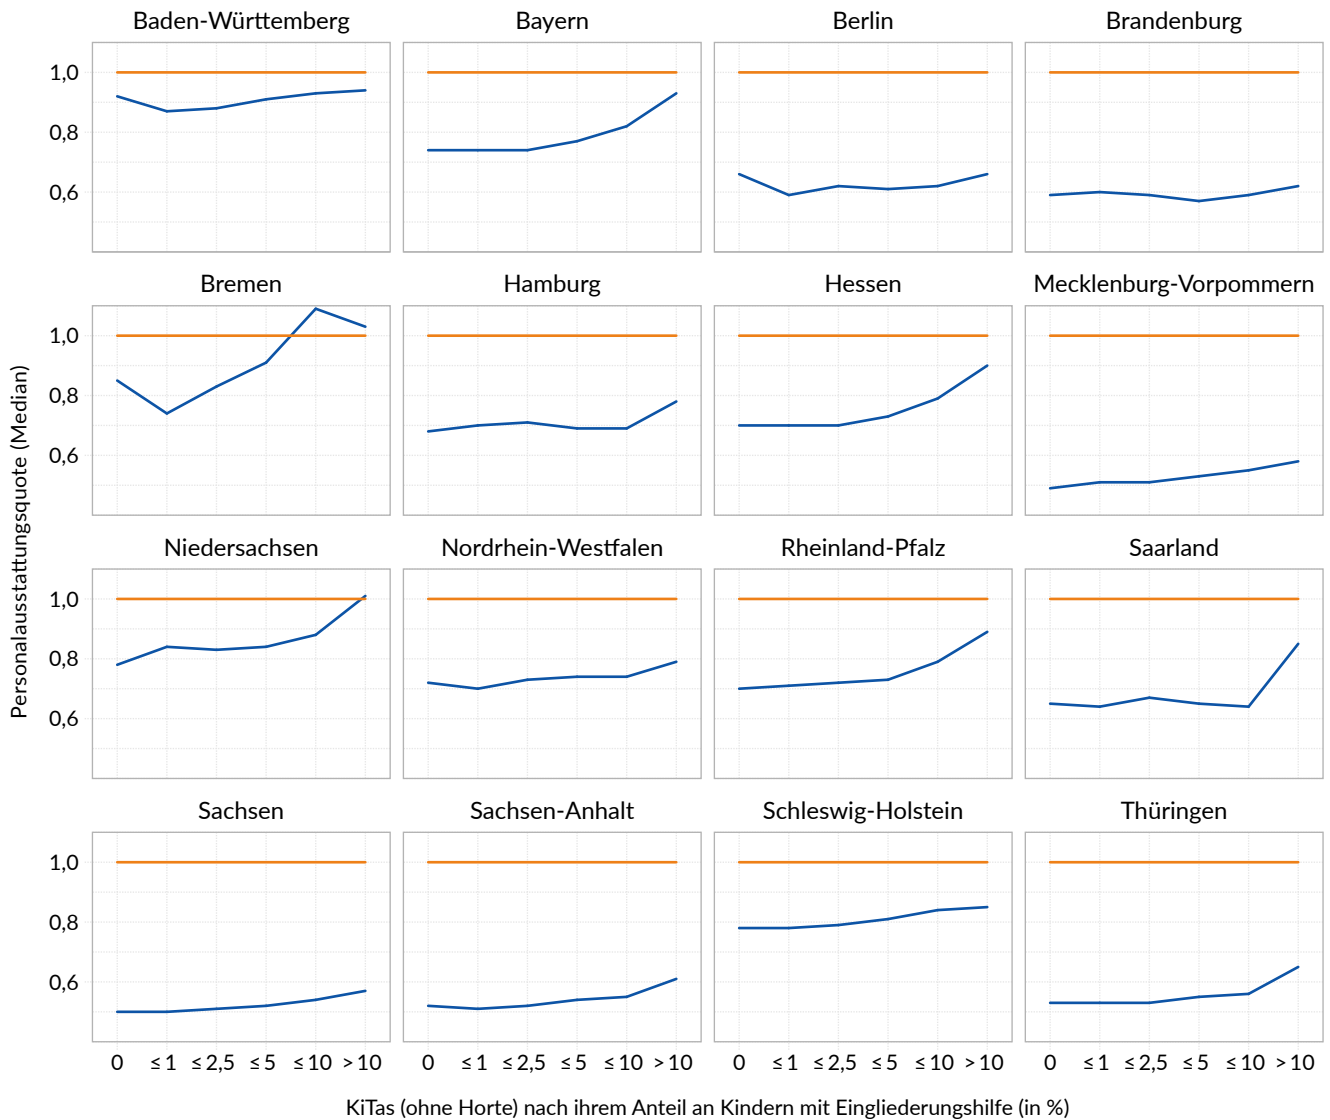 Baden-Württemberg
Bayern
Berlin
Brandenburg
1,0
0,8
0,6
Bremen
Hamburg
Hessen
Mecklenburg-Vorpommern
1,0
0,8
0,6
Personalausstattungsquote (Median)
Niedersachsen
Nordrhein-Westfalen
Rheinland-Pfalz
Saarland
1,0
0,8
0,6
Sachsen
Sachsen-Anhalt
Schleswig-Holstein
Thüringen
1,0
0,8
0,6
0 ≤ 1 ≤ 2,5 ≤ 5 ≤ 10 > 10
0 ≤ 1 ≤ 2,5 ≤ 5 ≤ 10 > 10
0 ≤ 1 ≤ 2,5 ≤ 5 ≤ 10 > 10
0 ≤ 1 ≤ 2,5 ≤ 5 ≤ 10 > 10
KiTas (ohne Horte) nach ihrem Anteil an Kindern mit Eingliederungshilfe (in %)